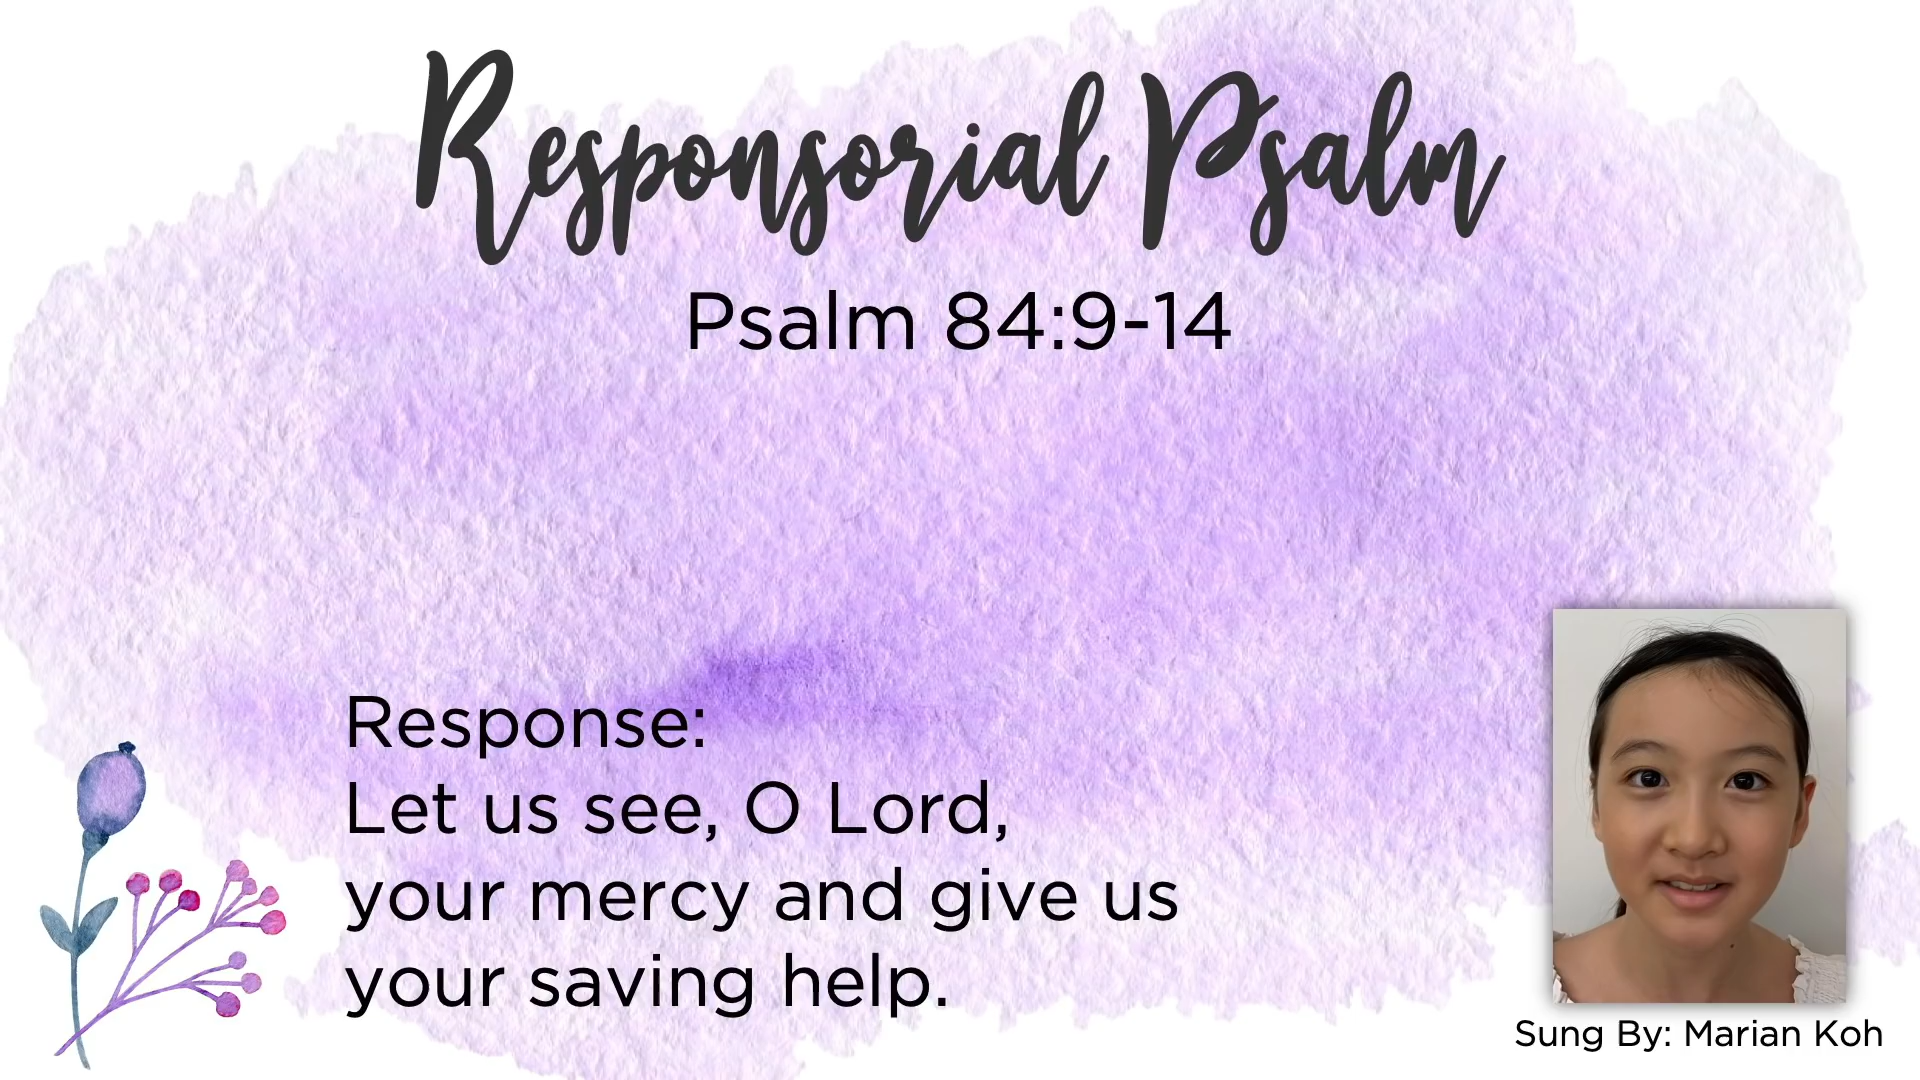 Responsorial Psalm
Psalm 84:9-14
Response:
Let us see, O Lord,
your mercy and give us
your saving help.
Sung By: Marian Koh